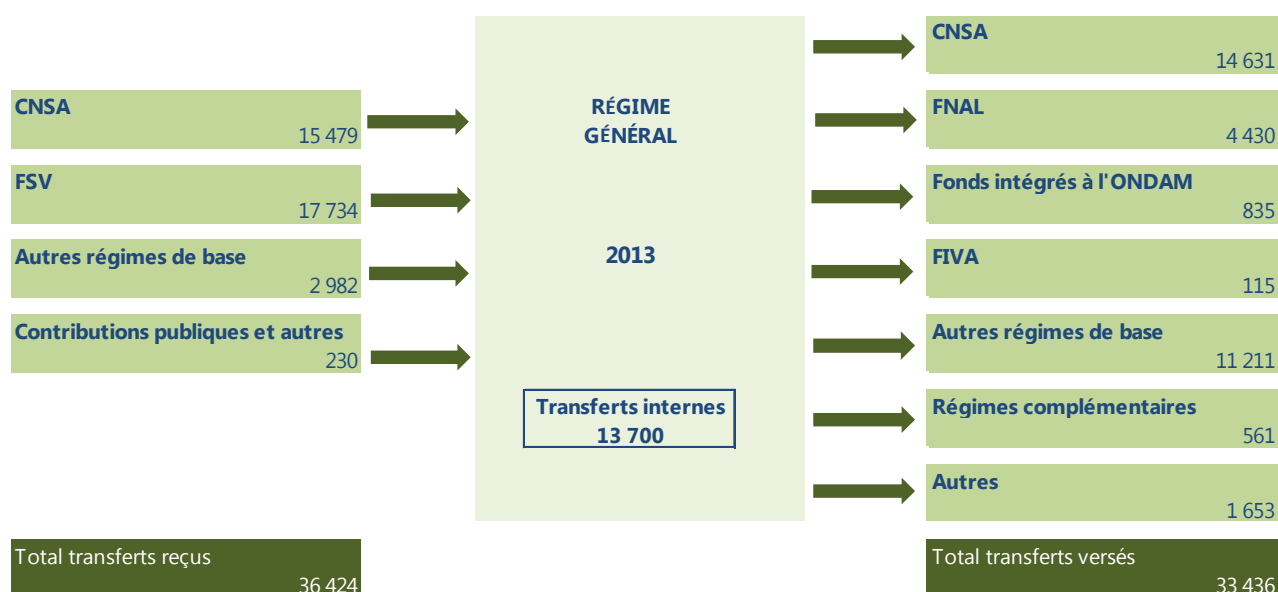 CNSA
15 479
FSV
17 734
Autres régimes de base
2 982
Contributions publiques et autres
230
Total transferts reçus
36 424
RÉGIME
GÉNÉRAL
2013
Transferts internes
13 700
CNSA
14 631
FNAL
4 430
Fonds intégrés à l'ONDAM
835
FIVA
115
Autres régimes de base
11 211
Régimes complémentaires
561
Autres
1 653
Total transferts versés
33 436